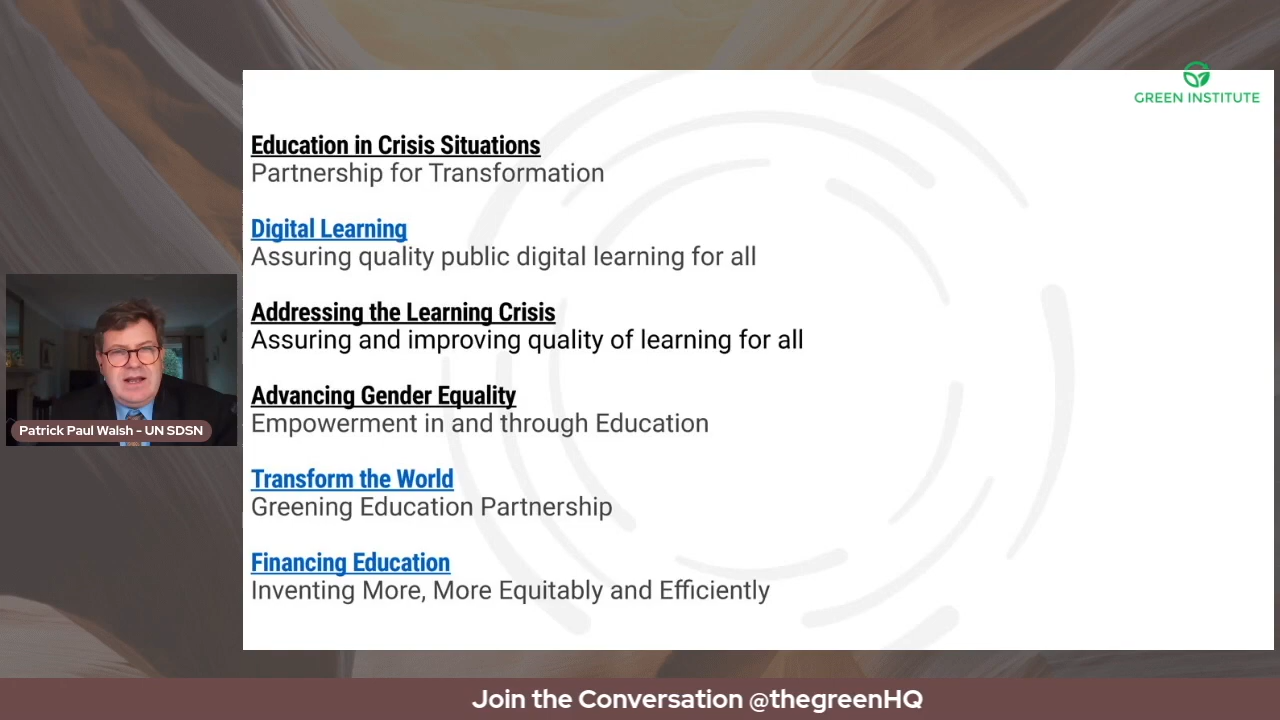 GREEN INSTITUTE
Education in Crisis Situations
Partnership for Transformation
Digital Learning
Assuring quality public digital learning for all
Addressing the Learning Crisis
Assuring and improving quality of learning for all
Advancing Gender Equality
Empowerment in and through Education
Transform the World
Greening Education Partnership
Financing Education
Inventing More, More Equitably and Efficiently
Patrick Paul Walsh - UN SDSN
Join the Conversation @thegreenHQ